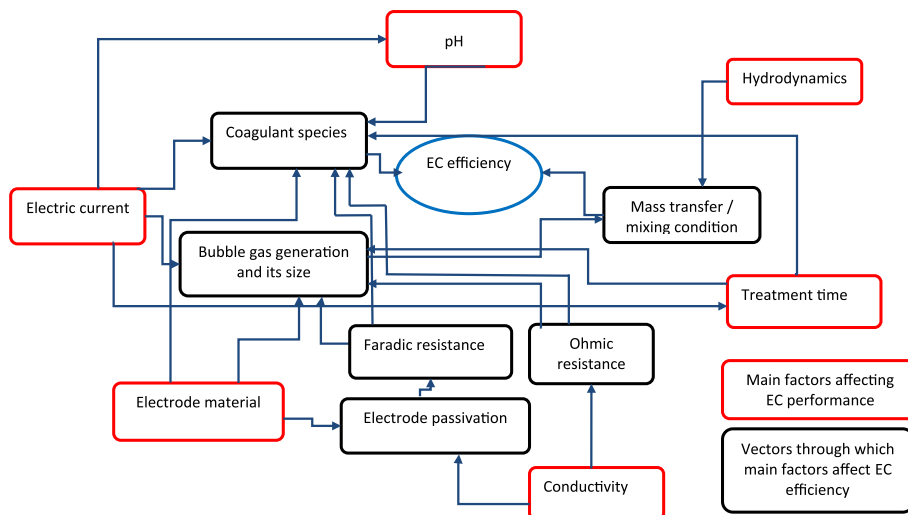 pH
Hydrodynamics
Coagulant species
EC efficiency
Electric current
Mass transfer /
mixing condition
Bubble gas generation
and its size
Treatment time
Faradic resistance
Ohmic
resistance
Electrode material
Electrode passivation
Conductivity
Main factors affecting
EC performance
Vectors through which
main factors affect EC
efficiency